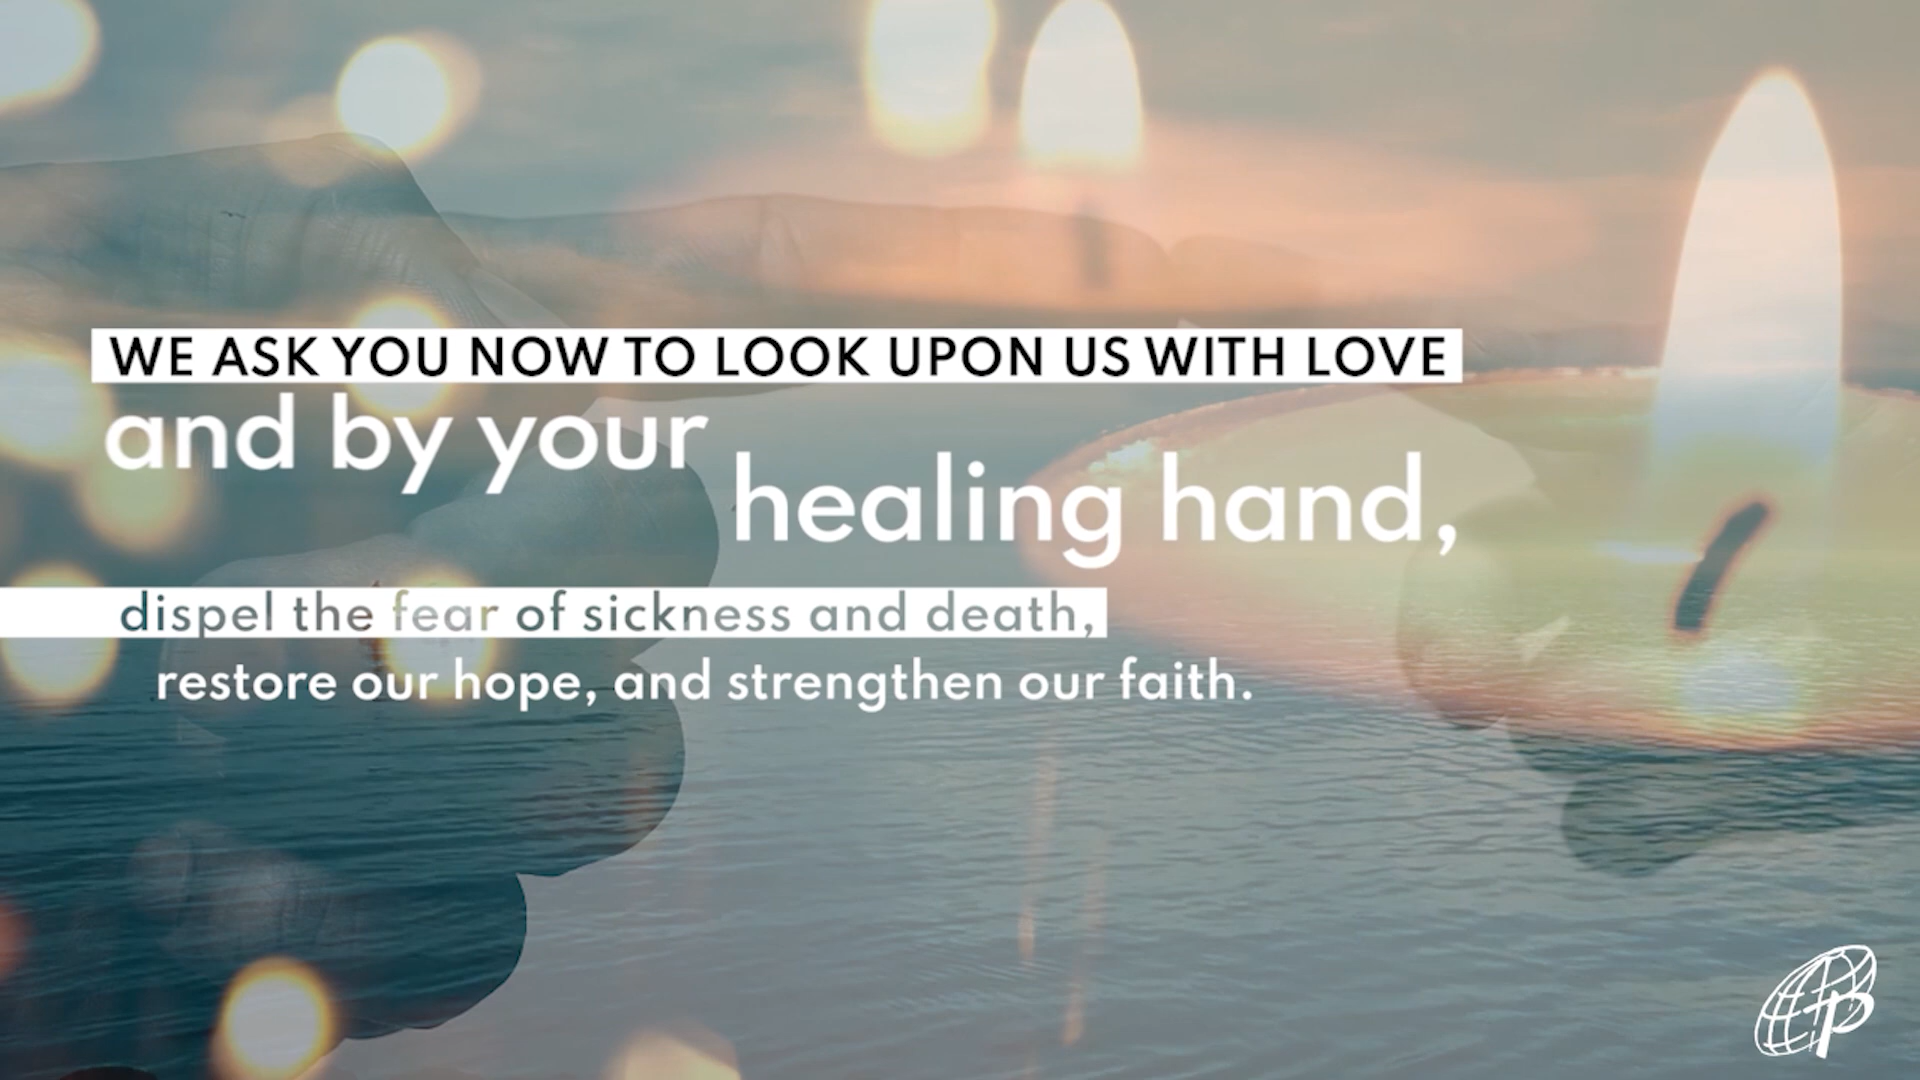 WE ASK YOU NOW TO LOOK UPON US WITH LOVE
and by your
healing hand,
dispel the fear of sickness and death,
restore our hope, and strengthen our faith.